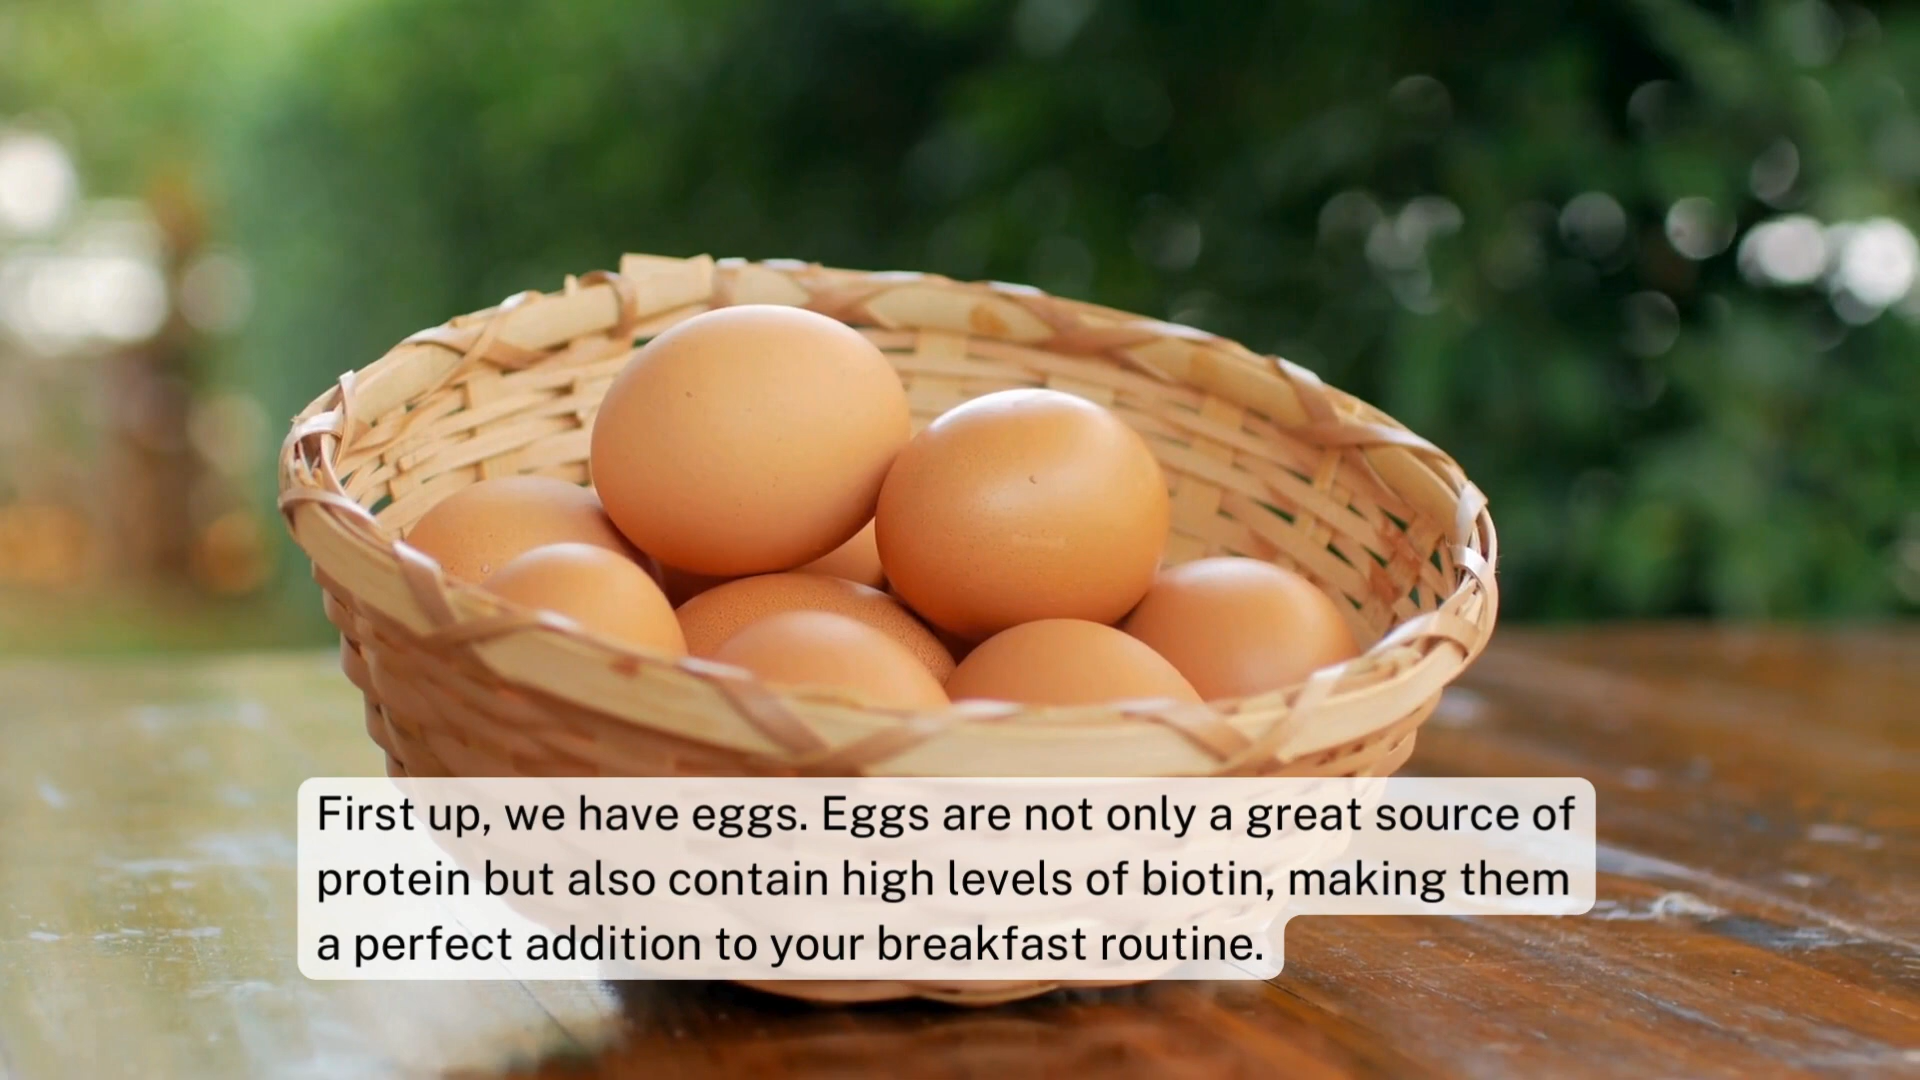 First up, we have eggs. Eggs are not only a great source of
protein but also contain high levels of biotin, making them
a perfect addition to your breakfast routine.